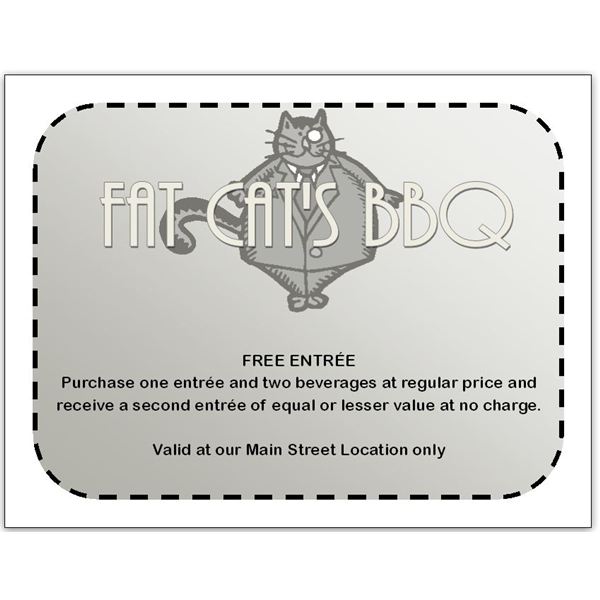 FAT CAT'S BBQ
FREE ENTRÉE
Purchase one entrée and two beverages at regular price and
receive a second entrée of equal or lesser value at no charge.
Valid at our Main Street Location only